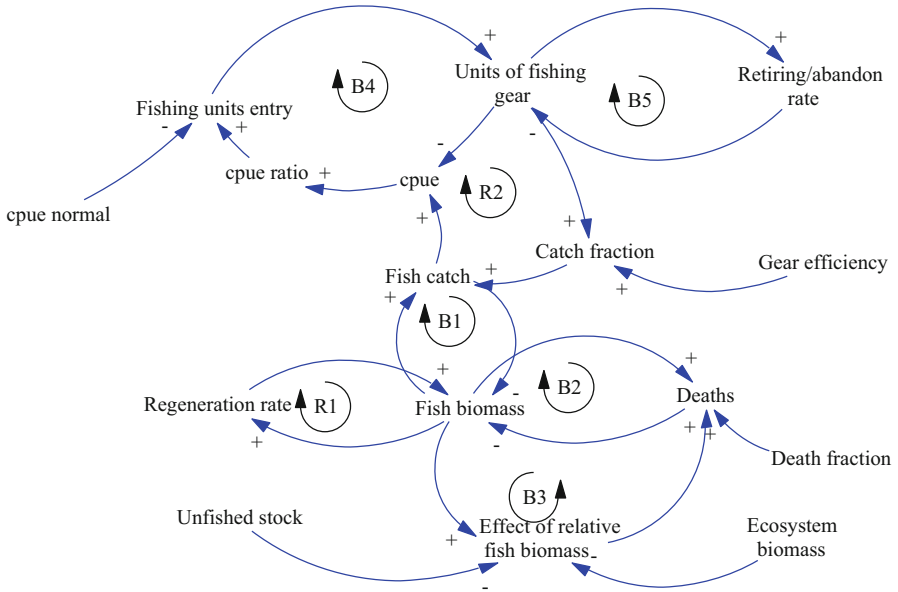 +
+
Units of fishing
gear
Retiring/abandon
rate
B4
B5
Fishing units entry
-
+
-
-
cpue ratio
+
cpue
R2
cpue normal
+
+
Catch fraction
Gear efficiency
Fish catch
+
+
+
B1
+
+
B2
Regeneration rate
R1
Fish biomass
-
Deaths
+
-
+
+
Death fraction
B3
Unfished stock
Effect of relative
fish biomass
+
-
-
Ecosystem
biomass